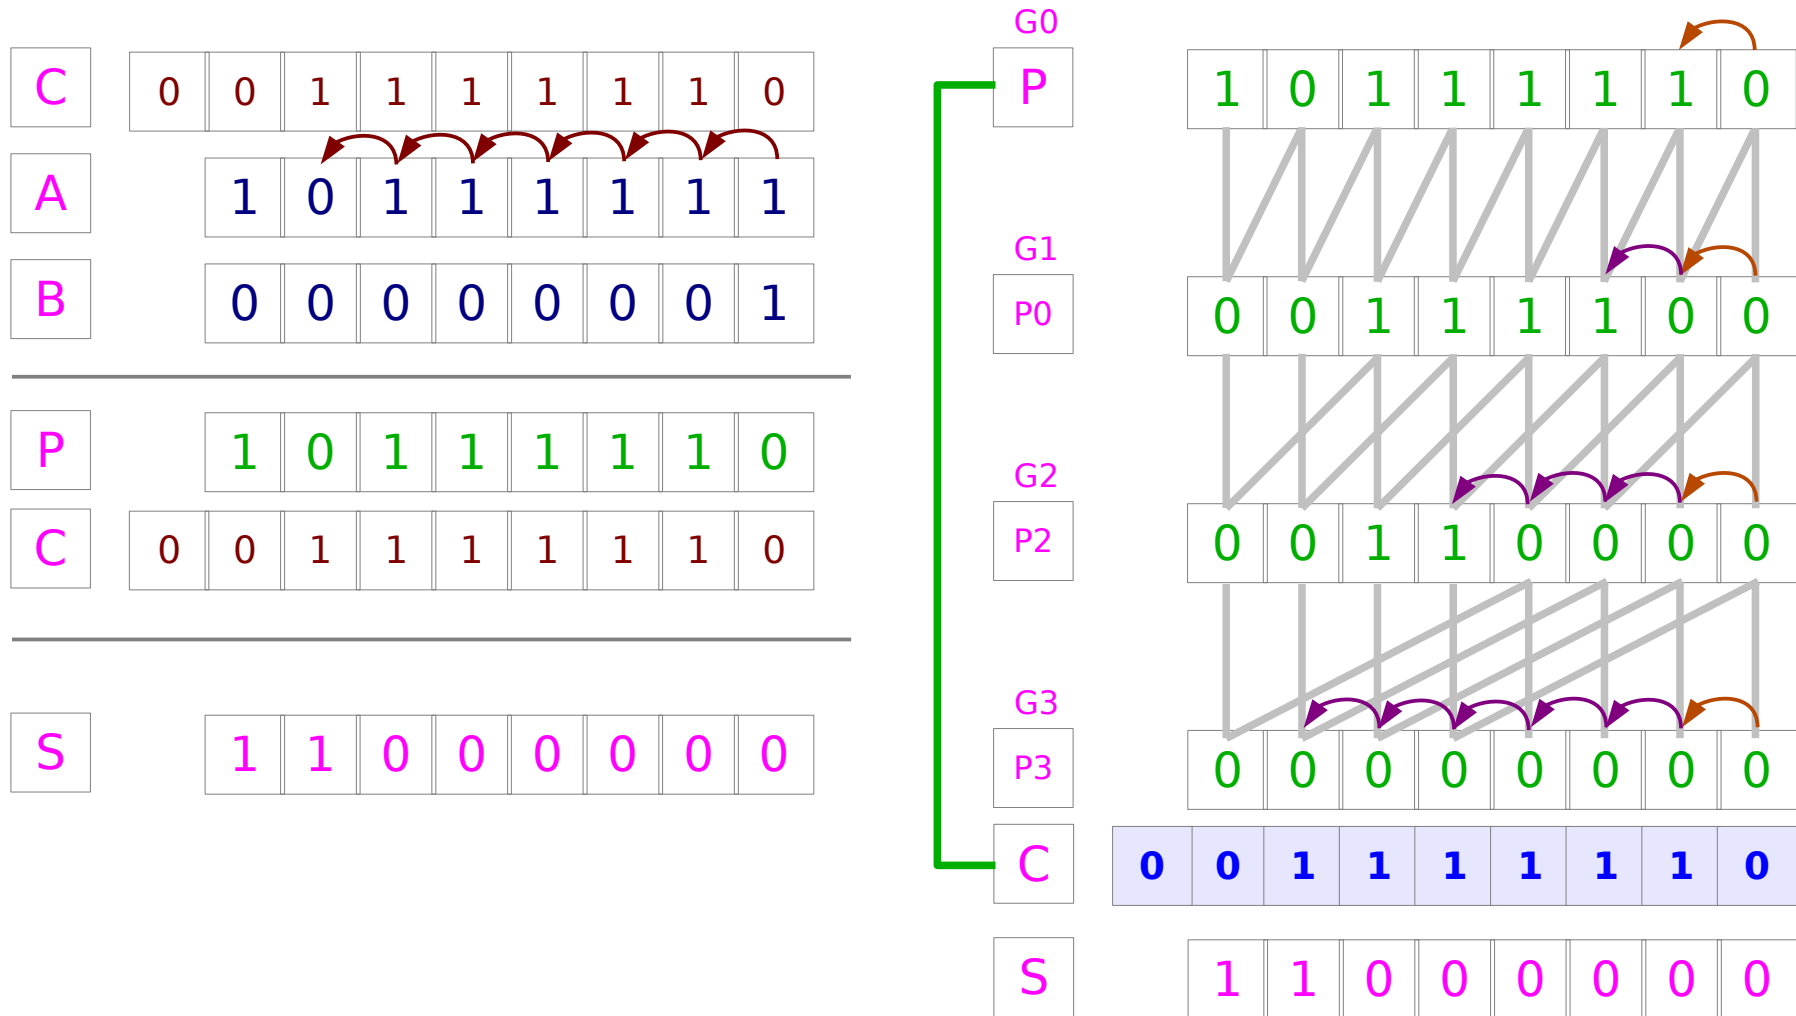 C 0 0 1 1 1 1 1 1 0
A 1 0 1 1 1 1 1 1
B 0 0 0 0 0 0 0 1
P 1 0 1 1 1 1 1 0
C 0 0 1 1 1 1 1 1 0
S 1 1 0 0 0 0 0 0
G0
P 1 0 1 1 1 1 1 0
G1
P0 0 0 1 1 1 1 0 0
G2
P2 0 0 1 1 0 0 0 0
G3
P3 0 0 0 0 0 0 0 0
C 0 0 1 1 1 1 1 1 0
S 1 1 0 0 0 0 0 0